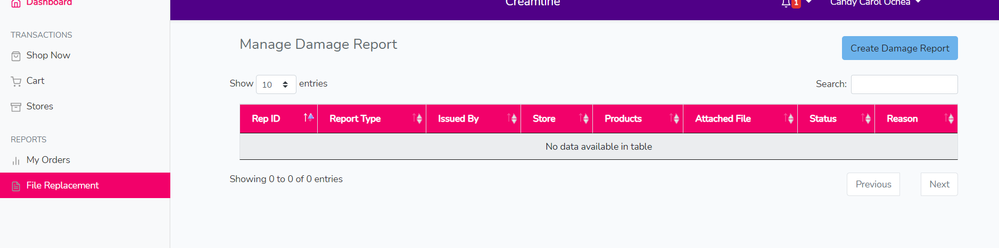 Dashboard
Creamline
1
Candy Carol Ochea
TRANSACTIONS
Shop Now
Cart
Stores
REPORTS
My Orders
File Replacement
Manage Damage Report
Create Damage Report
Show 10 entries
Search:
Rep ID Report Type Issued By Store Products Attached File Status Reason
No data available in table
Showing 0 to 0 of 0 entries
Previous Next